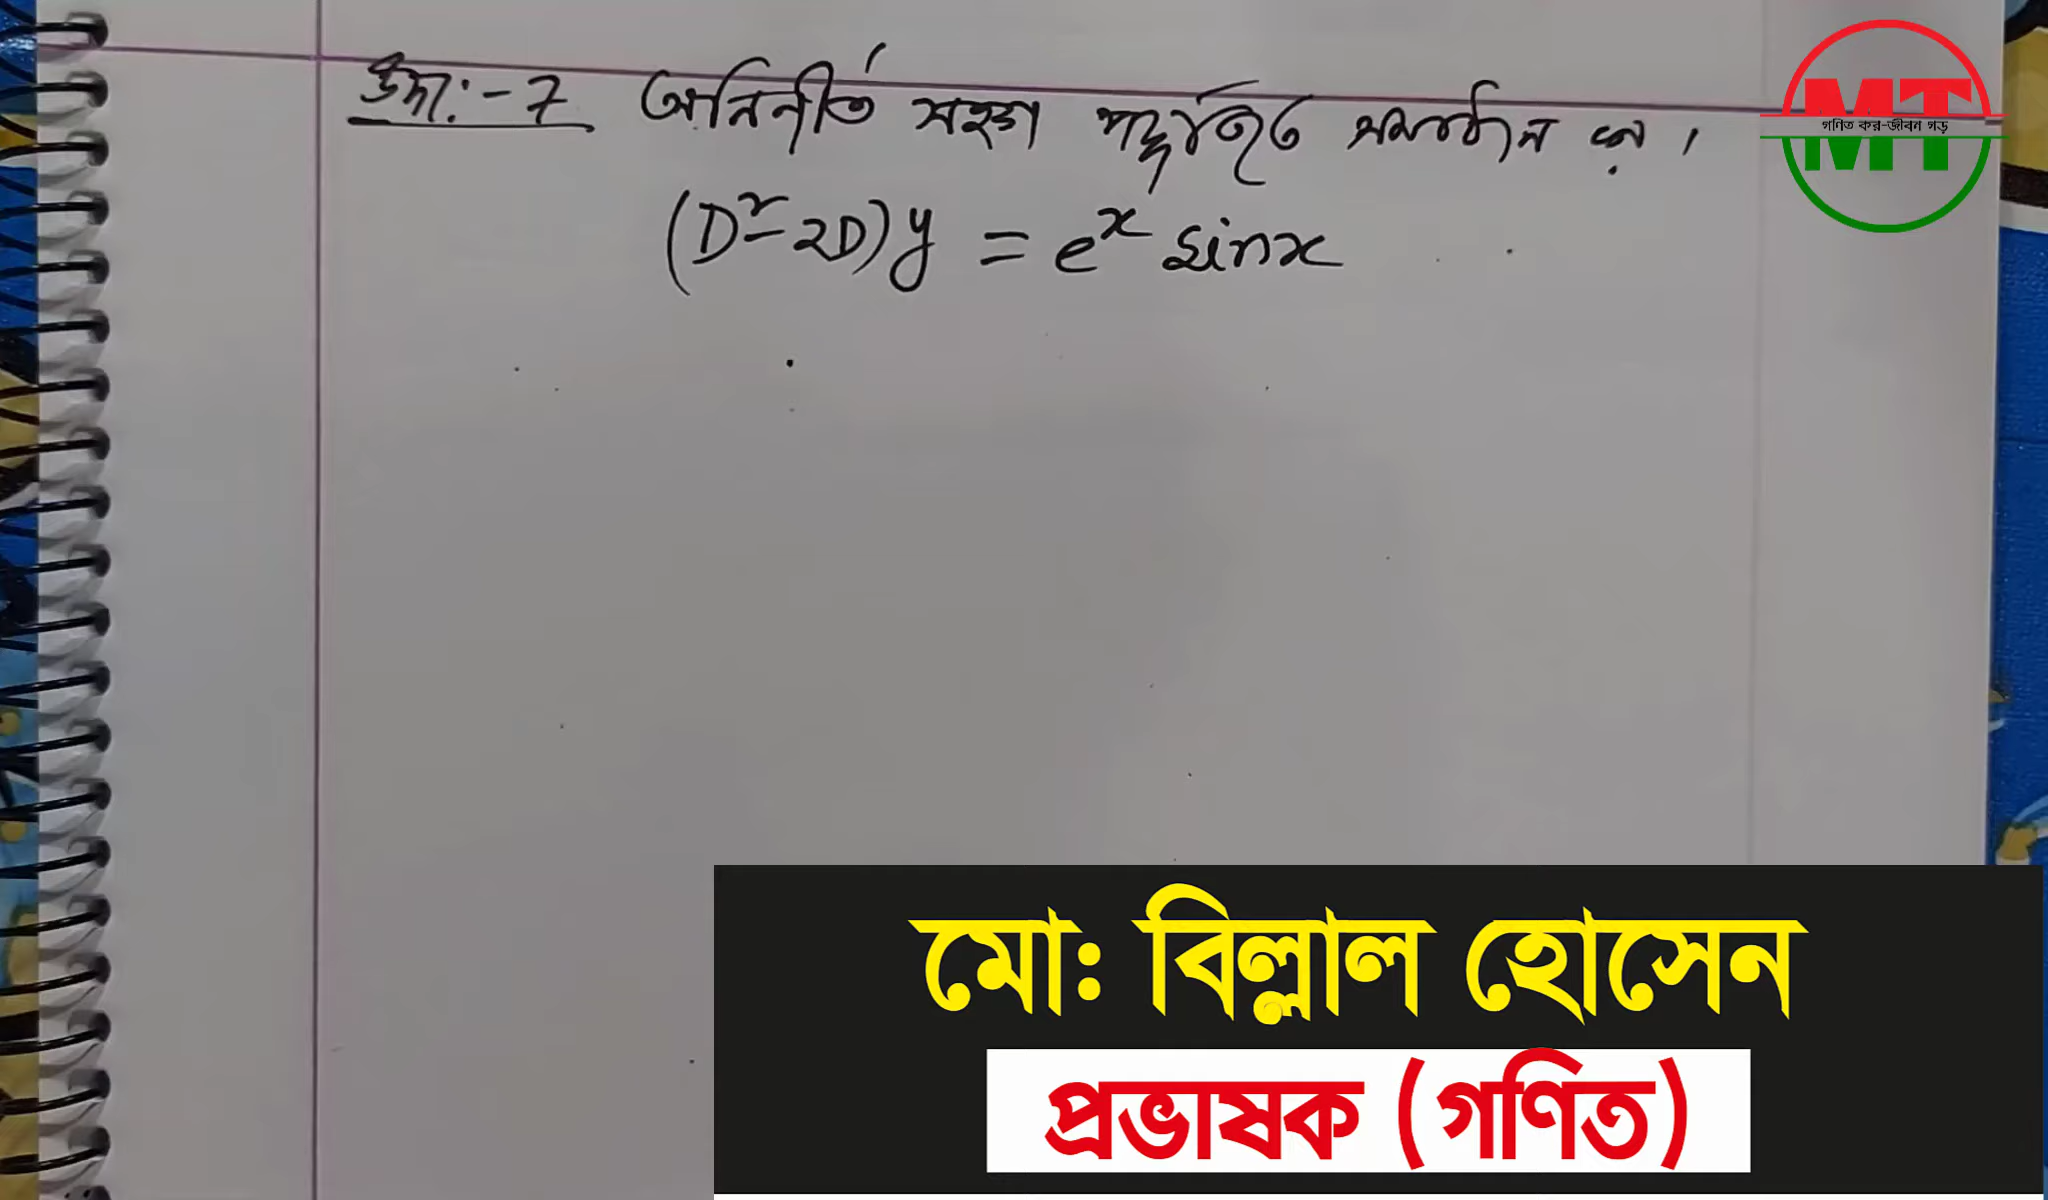 উদা:-7 অনির্নীত সহগ পদ্ধতিতে সমাধান কর।
(D²-2D)y = eˣ sinx
MT
গণিত কর-জীবন গড়
মো: বিল্লাল হোসেন
প্রভাষক (গণিত)